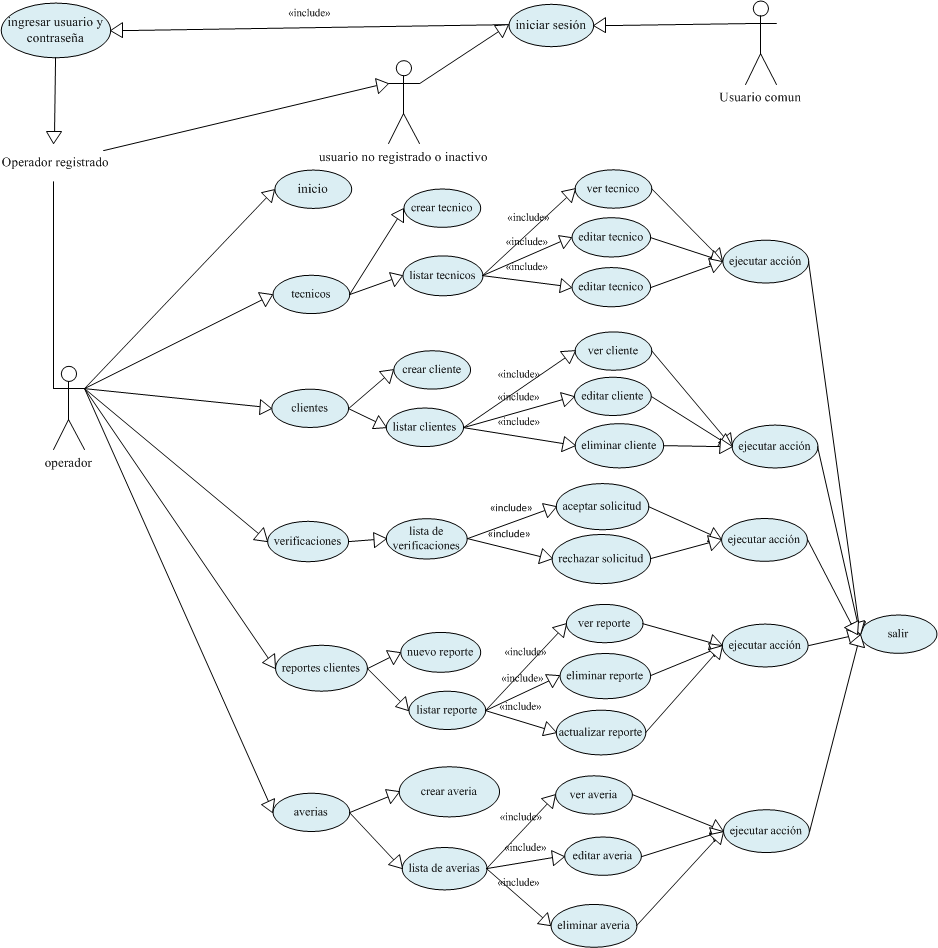 «include»
ingresar usuario y
contraseña
iniciar sesión
Usuario comun
Operador registrado
usuario no registrado o inactivo
inicio
ver tecnico
crear tecnico
«include»
«include»
editar tecnico
«include»
listar tecnicos
ejecutar acción
editar tecnico
tecnicos
ver cliente
crear cliente
«include»
«include»
editar cliente
clientes
«include»
listar clientes
eliminar cliente
ejecutar acción
operador
«include»
aceptar solicitud
lista de
verificaciones
«include»
verificaciones
ejecutar acción
rechazar solicitud
ver reporte
salir
nuevo reporte
«include»
ejecutar acción
reportes clientes
«include»
eliminar reporte
listar reporte
«include»
actualizar reporte
crear averia
ver averia
averias
«include»
ejecutar acción
«include»
editar averia
lista de averias
«include»
eliminar averia